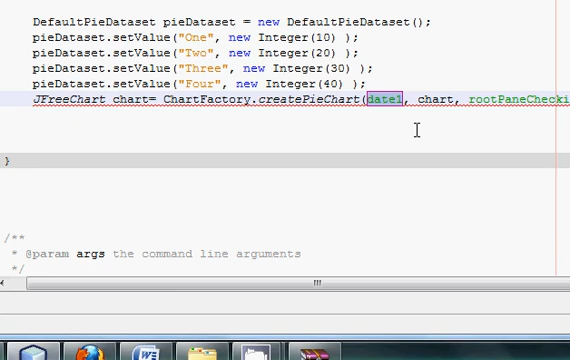 DefaultPieDataset pieDataset = new DefaultPieDataset();
pieDataset.setValue("One", new Integer(10) );
pieDataset.setValue("Two", new Integer(20) );
pieDataset.setValue("Three", new Integer(30) );
pieDataset.setValue("Four", new Integer(40) );
JFreeChart chart= ChartFactory.createPieChart(date1, chart, rootPaneChecki
}
/**
* @param args the command line arguments
*/